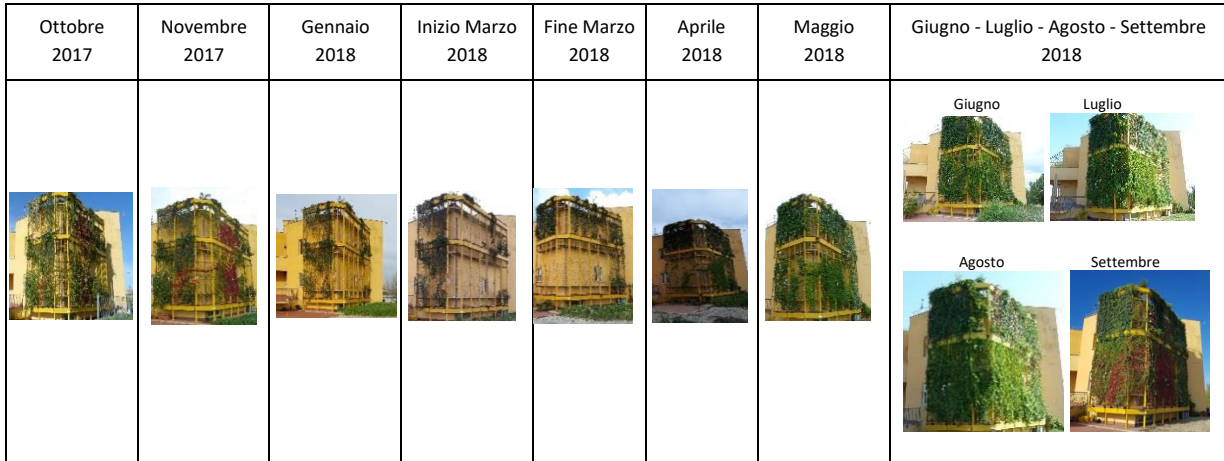 Ottobre
2017
Novembre
2017
Gennaio
2018
Inizio Marzo
2018
Fine Marzo
2018
Aprile
2018
Maggio
2018
Giugno - Luglio - Agosto - Settembre
2018
Giugno
Luglio
Agosto
Settembre